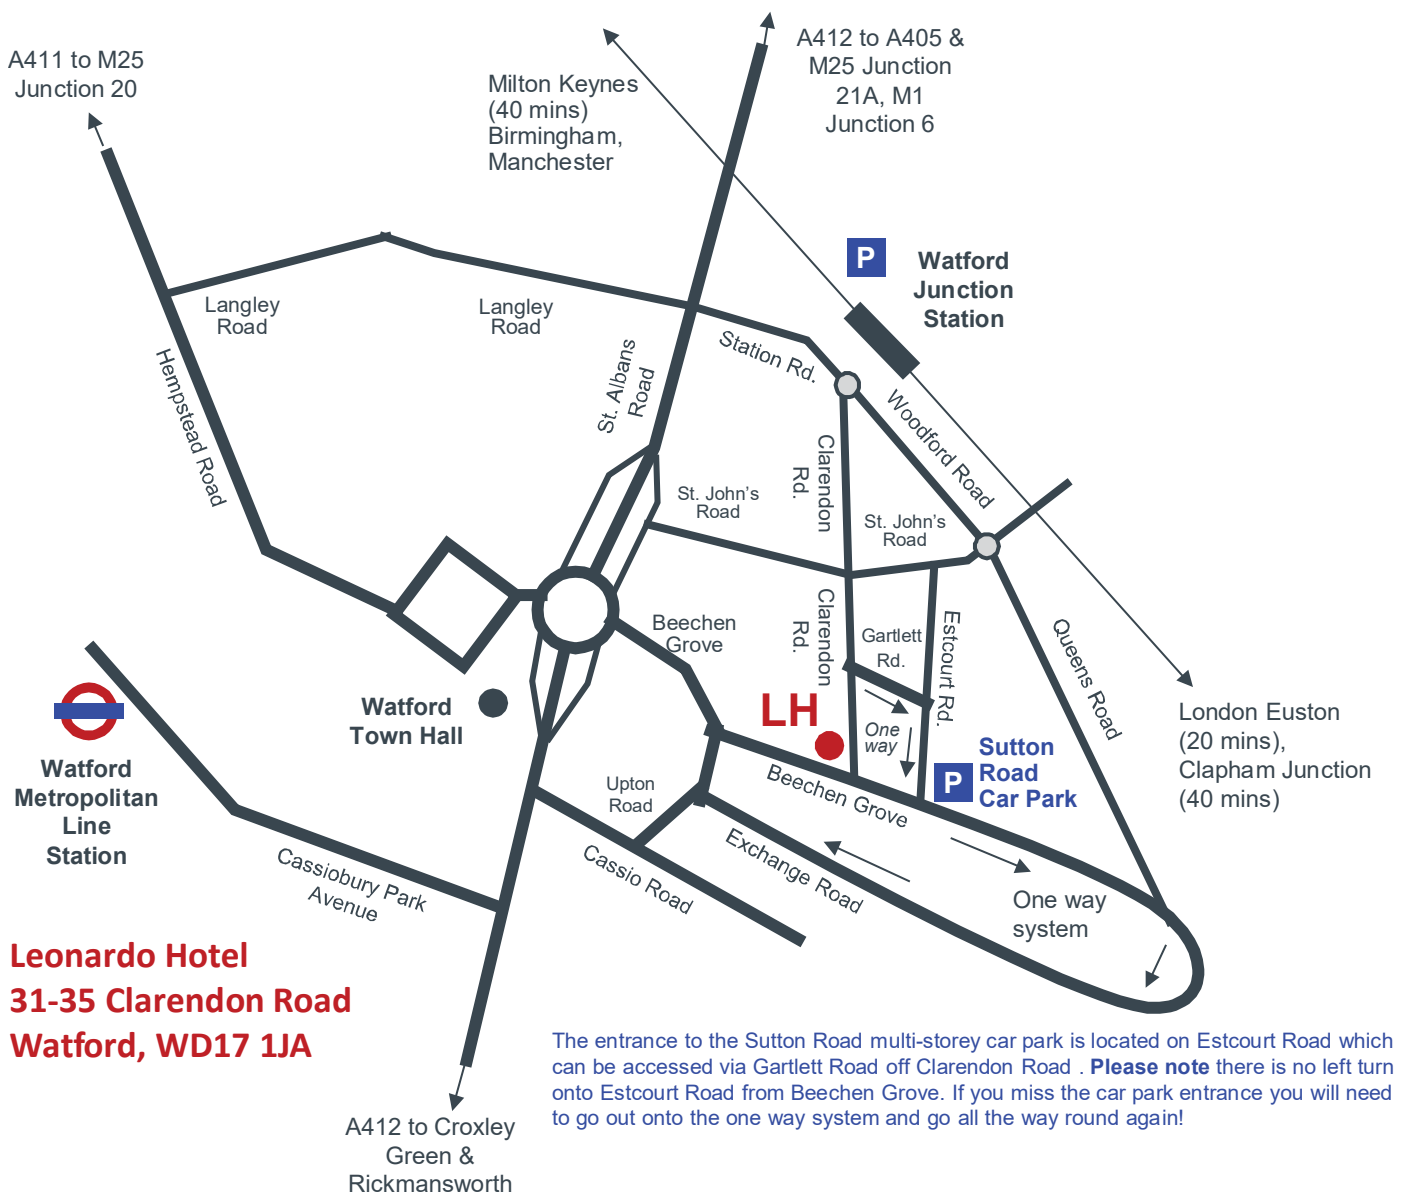 A411 to M25
Junction 20
Milton Keynes
(40 mins)
Birmingham,
Manchester
A412 to A405 &
M25 Junction
21A, M1
Junction 6
P
Watford
Junction
Station
Langley
Road
Langley
Road
Station Rd.
St. Albans
Road
Hempstead Road
Woodford Road
Clarendon
Rd.
St. John's
Road
St. John's
Road
Clarendon
Rd.
Beechen
Grove
Gartlett
Rd.
Estcourt Rd.
Queens Road
Watford
Town Hall
LH
One
way
P
Sutton
Road
Car Park
London Euston
(20 mins),
Clapham Junction
(40 mins)
Watford
Metropolitan
Line
Station
Upton
Road
Beechen Grove
Exchange Road
Cassio Road
Cassiobury Park
Avenue
One way
system
Leonardo Hotel
31-35 Clarendon Road
Watford, WD17 1JA
The entrance to the Sutton Road multi-storey car park is located on Estcourt Road which
can be accessed via Gartlett Road off Clarendon Road . Please note there is no left turn
onto Estcourt Road from Beechen Grove. If you miss the car park entrance you will need
to go out onto the one way system and go all the way round again!
A412 to Croxley
Green &
Rickmansworth